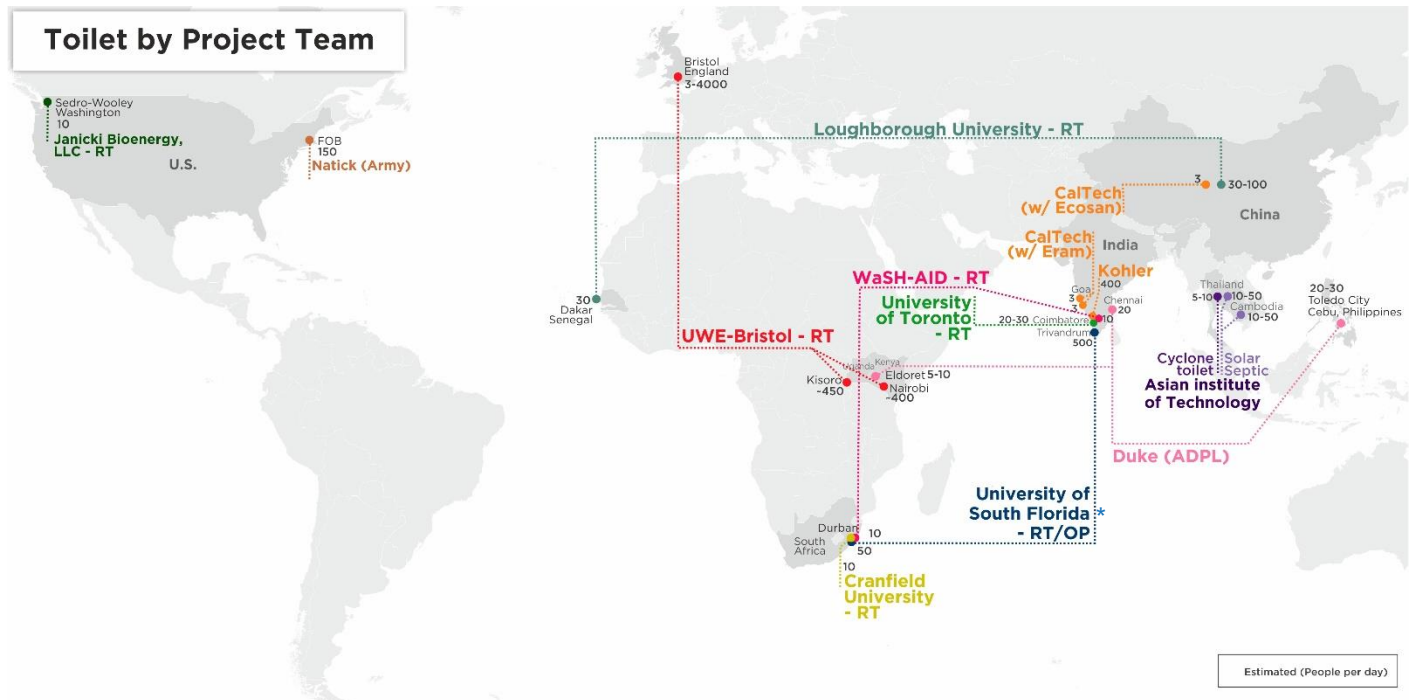 Toilet by Project Team
Sedro-Wooley
Washington
10
Janicki Bioenergy,
LLC - RT
U.S.
FOB
150
Natick (Army)
Bristol
England
3-4000
Loughborough University - RT
CalTech
(w/ Ecosan)
3
30-100
China
CalTech
(w/ Eram)
India
Kohler
400
WaSH-AID - RT
Goa
3
3
Chennai
20
University
of Toronto
- RT
20-30 Coimbatore
10
Trivandrum
500
Thailand
5-10
10-50
Cambodia
10-50
20-30
Toledo City
Cebu, Philippines
30
Dakar
Senegal
UWE-Bristol - RT
Uganda
Kenya
Eldoret 5-10
Kisoro
~450
Nairobi
~400
Cyclone
toilet
Solar
Septic
Asian institute
of Technology
Duke (ADPL)
University of
South Florida *
- RT/OP
Durban
South
Africa
10
50
10
Cranfield
University
- RT
Estimated (People per day)